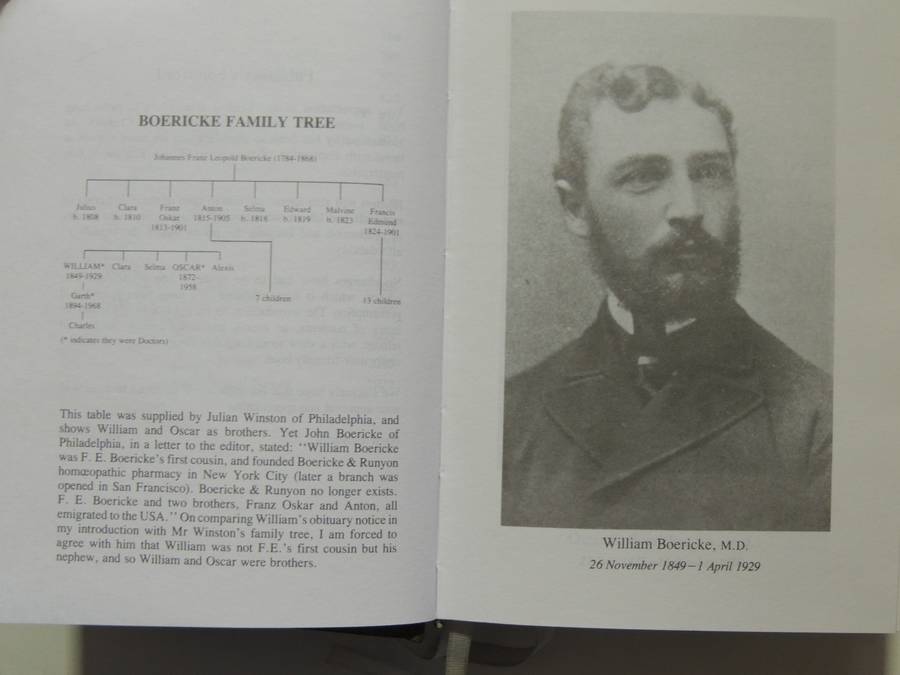 BOERICKE FAMILY TREE
Johannes Franz Leopold Boericke (1784-1868)
Julius Clara Franz Anton Selma Edward Malvine Francis
b. 1808 b. 1810 Oskar 1815-1905 b. 1816 b. 1819 b. 1823 Edmund
1813-1901 1824-1901
WILLIAM* Clara Selma OSCAR* Alexis
1849-1929 1872-
1958
Garth* 7 children 13 children
1894-1968
Charles
(* indicates they were Doctors)
This table was supplied by Julian Winston of Philadelphia, and
shows William and Oscar as brothers. Yet John Boericke of
Philadelphia, in a letter to the editor, stated: "William Boericke
was F. E. Boericke's first cousin, and founded Boericke & Runyon
homœopathic pharmacy in New York City (later a branch was
opened in San Francisco). Boericke & Runyon no longer exists.
F. E. Boericke and two brothers, Franz Oskar and Anton, all
emigrated to the USA." On comparing William's obituary notice in
my introduction with Mr Winston's family tree, I am forced to
agree with him that William was not F.E.'s first cousin but his
nephew, and so William and Oscar were brothers.
William Boericke, M.D.
26 November 1849—1 April 1929